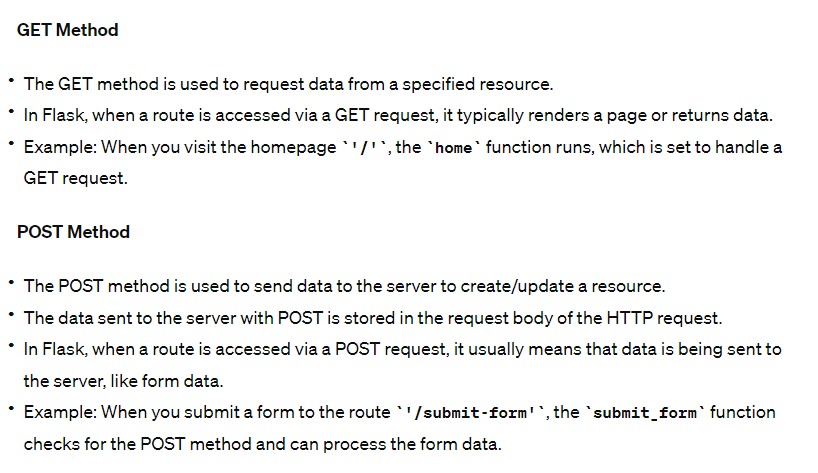 GET Method
• The GET method is used to request data from a specified resource.
• In Flask, when a route is accessed via a GET request, it typically renders a page or returns data.
• Example: When you visit the homepage `'/'`, the `home` function runs, which is set to handle a
GET request.
POST Method
• The POST method is used to send data to the server to create/update a resource.
• The data sent to the server with POST is stored in the request body of the HTTP request.
• In Flask, when a route is accessed via a POST request, it usually means that data is being sent to
the server, like form data.
• Example: When you submit a form to the route `'/submit-form'`, the `submit_form` function
checks for the POST method and can process the form data.